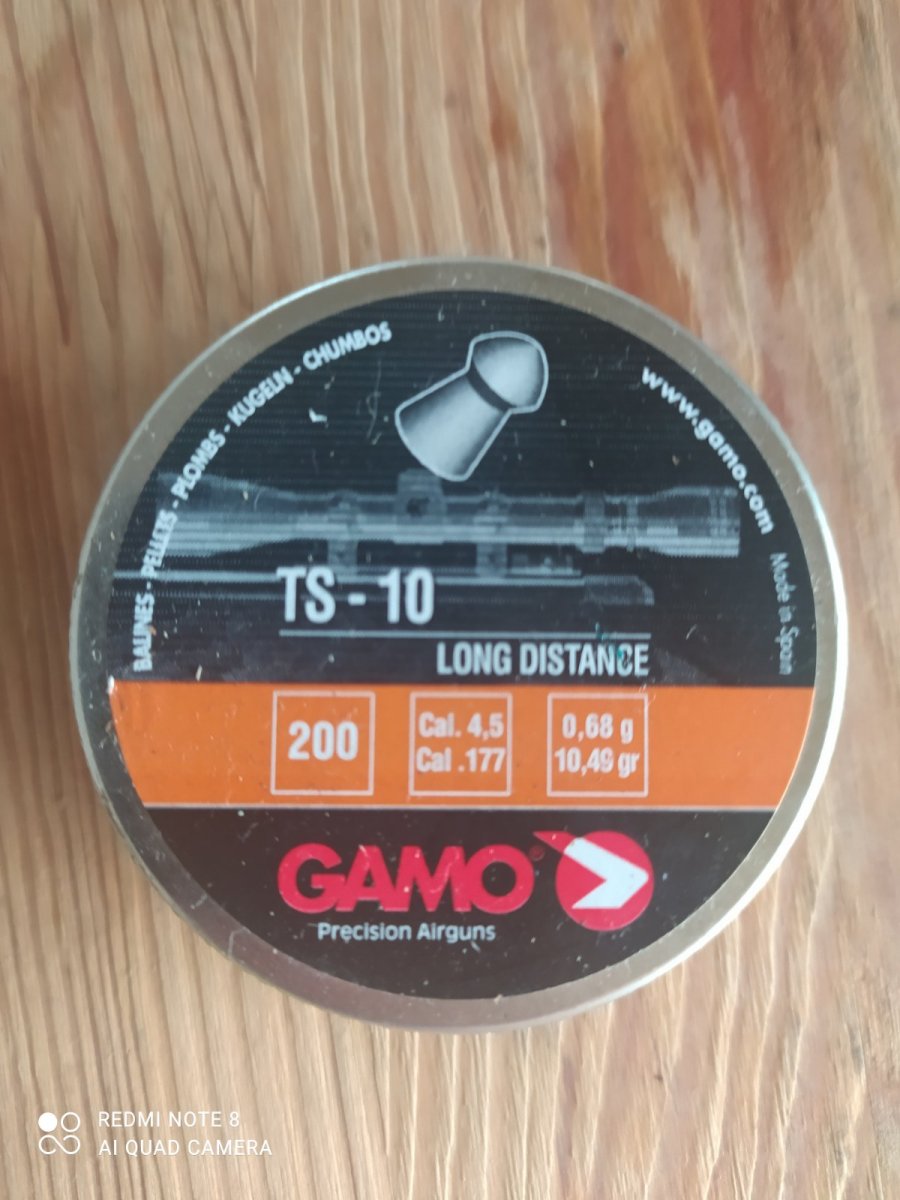 BALINES - PELLETS - PLOMBS - KUGELN - CHUMBOS
www.gamo.com
Made in Spain
TS - 10
LONG DISTANCE
200
Cal. 4,5
Cal .177
0,68 g
10,49 gr
GAMO®
Precision Airguns
REDMI NOTE 8
AI QUAD CAMERA